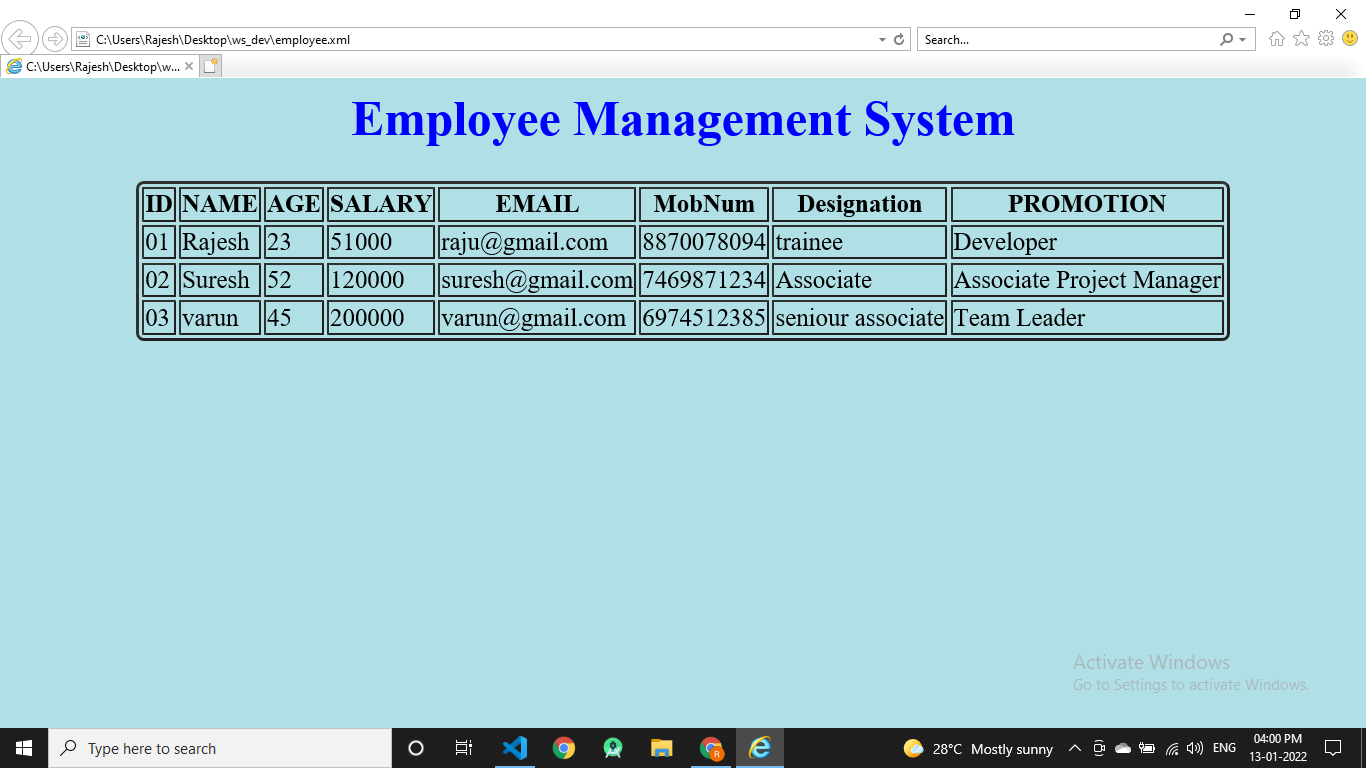 C:\Users\Rajesh\Desktop\ws_dev\employee.xml
Search...
C:\Users\Rajesh\Desktop\w...
Employee Management System
ID NAME AGE SALARY EMAIL MobNum Designation PROMOTION
01 Rajesh 23 51000 raju@gmail.com 8870078094 trainee Developer
02 Suresh 52 120000 suresh@gmail.com 7469871234 Associate Associate Project Manager
03 varun 45 200000 varun@gmail.com 6974512385 seniour associate Team Leader
Activate Windows
Go to Settings to activate Windows.
Type here to search
R
28°C Mostly sunny
ENG
04:00 PM
13-01-2022